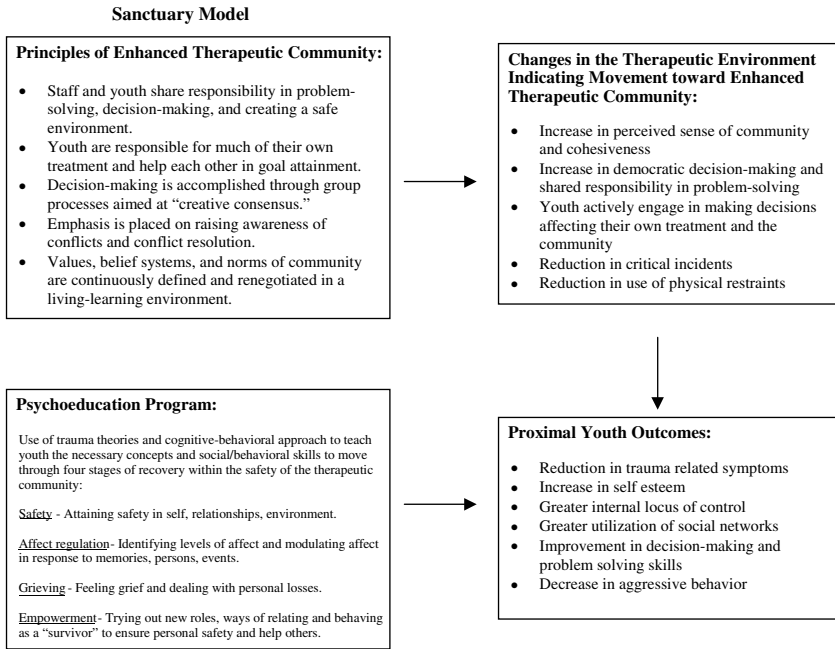 Sanctuary Model
Principles of Enhanced Therapeutic Community:
• Staff and youth share responsibility in problem-
solving, decision-making, and creating a safe
environment.
• Youth are responsible for much of their own
treatment and help each other in goal attainment.
• Decision-making is accomplished through group
processes aimed at “creative consensus.”
• Emphasis is placed on raising awareness of
conflicts and conflict resolution.
• Values, belief systems, and norms of community
are continuously defined and renegotiated in a
living-learning environment.
Changes in the Therapeutic Environment
Indicating Movement toward Enhanced
Therapeutic Community:
• Increase in perceived sense of community
and cohesiveness
• Increase in democratic decision-making and
shared responsibility in problem-solving
• Youth actively engage in making decisions
affecting their own treatment and the
community
• Reduction in critical incidents
• Reduction in use of physical restraints
Psychoeducation Program:
Use of trauma theories and cognitive-behavioral approach to teach
youth the necessary concepts and social/behavioral skills to move
through four stages of recovery within the safety of the therapeutic
community:
Safety - Attaining safety in self, relationships, environment.
Affect regulation - Identifying levels of affect and modulating affect
in response to memories, persons, events.
Grieving - Feeling grief and dealing with personal losses.
Empowerment - Trying out new roles, ways of relating and behaving
as a “survivor” to ensure personal safety and help others.
Proximal Youth Outcomes:
• Reduction in trauma related symptoms
• Increase in self esteem
• Greater internal locus of control
• Greater utilization of social networks
• Improvement in decision-making and
problem solving skills
• Decrease in aggressive behavior